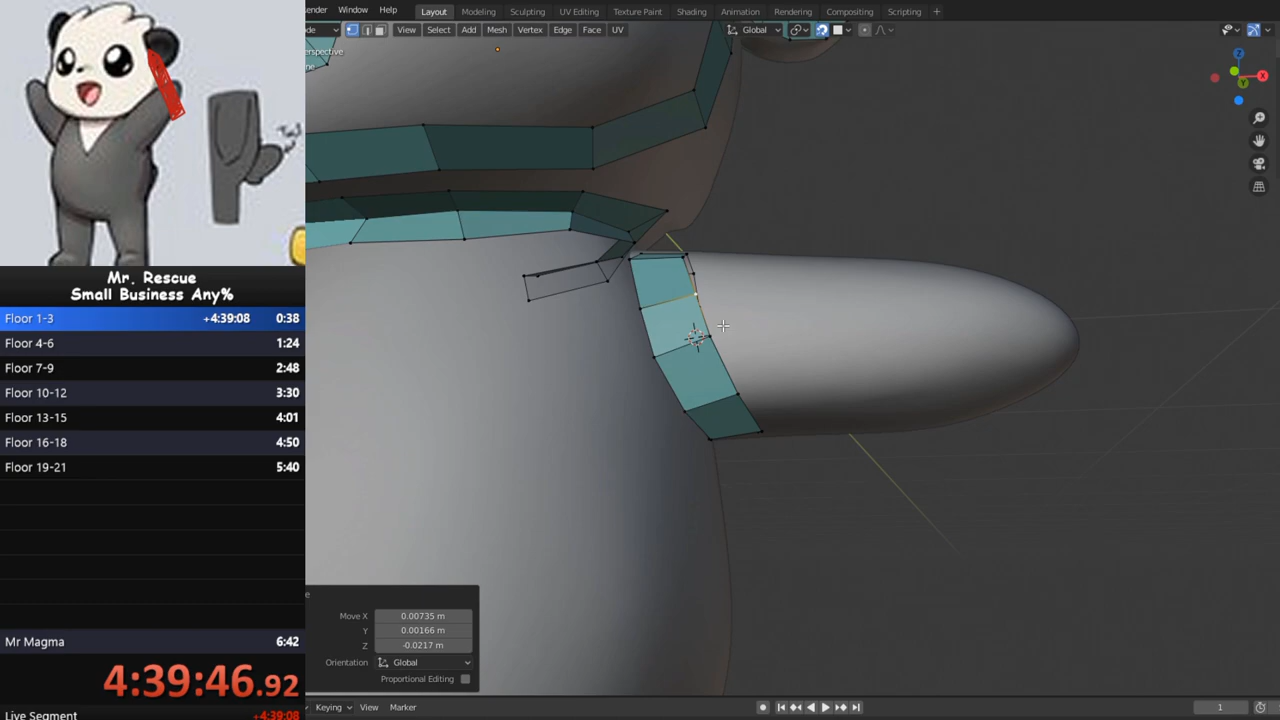 ender Window Help Layout Modeling Sculpting UV Editing Texture Paint Shading Animation Rendering Compositing Scripting +
de View Select Add Mesh Vertex Edge Face UV Global
erspective
ne
Z
X
Y
Mr. Rescue
Small Business Any%
Floor 1-3 +4:39:08 0:38
Floor 4-6 1:24
Floor 7-9 2:48
Floor 10-12 3:30
Floor 13-15 4:01
Floor 16-18 4:50
Floor 19-21 5:40
Mr Magma 6:42
4:39:46.92
Live Segment +4:39:08
e
Move X 0.00735 m
Y 0.00166 m
Z -0.0217 m
Orientation Global
Proportional Editing
Keying View Marker 1